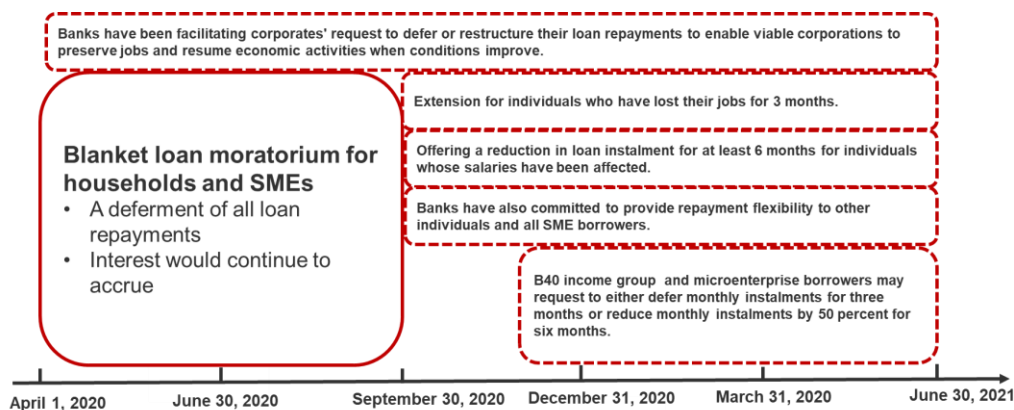 Banks have been facilitating corporates' request to defer or restructure their loan repayments to enable viable corporations to
preserve jobs and resume economic activities when conditions improve.
Blanket loan moratorium for
households and SMEs
• A deferment of all loan
repayments
• Interest would continue to
accrue
Extension for individuals who have lost their jobs for 3 months.
Offering a reduction in loan instalment for at least 6 months for individuals
whose salaries have been affected.
Banks have also committed to provide repayment flexibility to other
individuals and all SME borrowers.
B40 income group and microenterprise borrowers may
request to either defer monthly instalments for three
months or reduce monthly instalments by 50 percent for
six months.
April 1, 2020
June 30, 2020
September 30, 2020
December 31, 2020
March 31, 2021
June 30, 2021